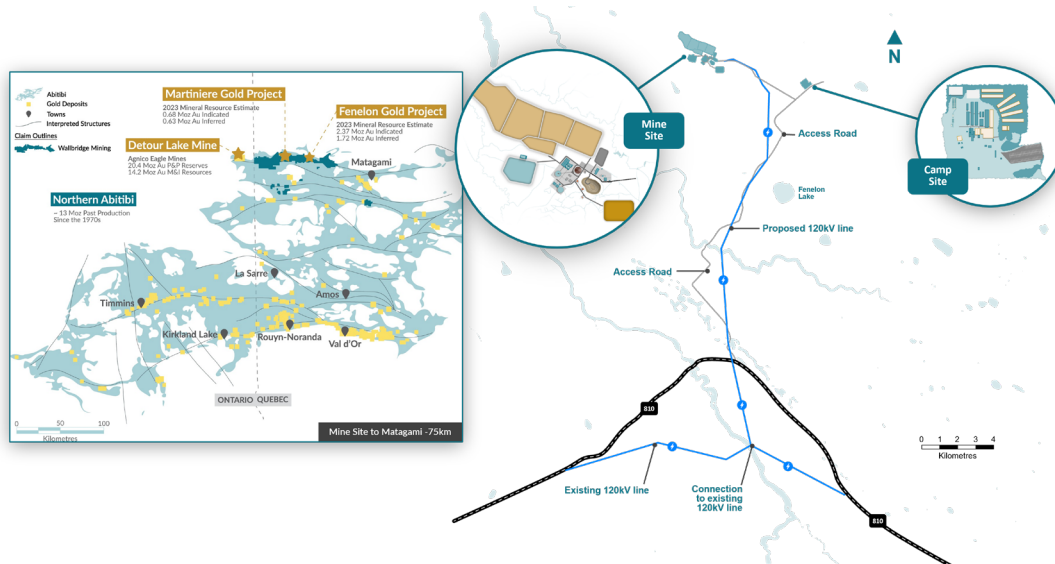 Abitibi
Gold Deposits
Towns
Interpreted Structures
Claim Outlines
Wallbridge Mining
Martiniere Gold Project
2023 Mineral Resource Estimate
0.68 Moz Au Indicated
0.63 Moz Au Inferred
Fenelon Gold Project
2023 Mineral Resource Estimate
2.37 Moz Au Indicated
1.72 Moz Au Inferred
Detour Lake Mine
Agnico Eagle Mines
20.4 Moz Au P&P Reserves
14.2 Moz Au M&I Resources
Matagami
Northern Abitibi
~ 13 Moz Past Production
Since the 1970s
La Sarre
Amos
Timmins
Kirkland Lake
Rouyn-Noranda
Val d'Or
ONTARIO QUEBEC
0 50 100
Kilometres
Mine Site to Matagami -75km
N
Mine
Site
Camp
Site
Access Road
Fenelon
Lake
Proposed 120kV line
Access Road
810
Existing 120kV line
Connection
to existing
120kV line
810
0 1 2 3 4
Kilometres